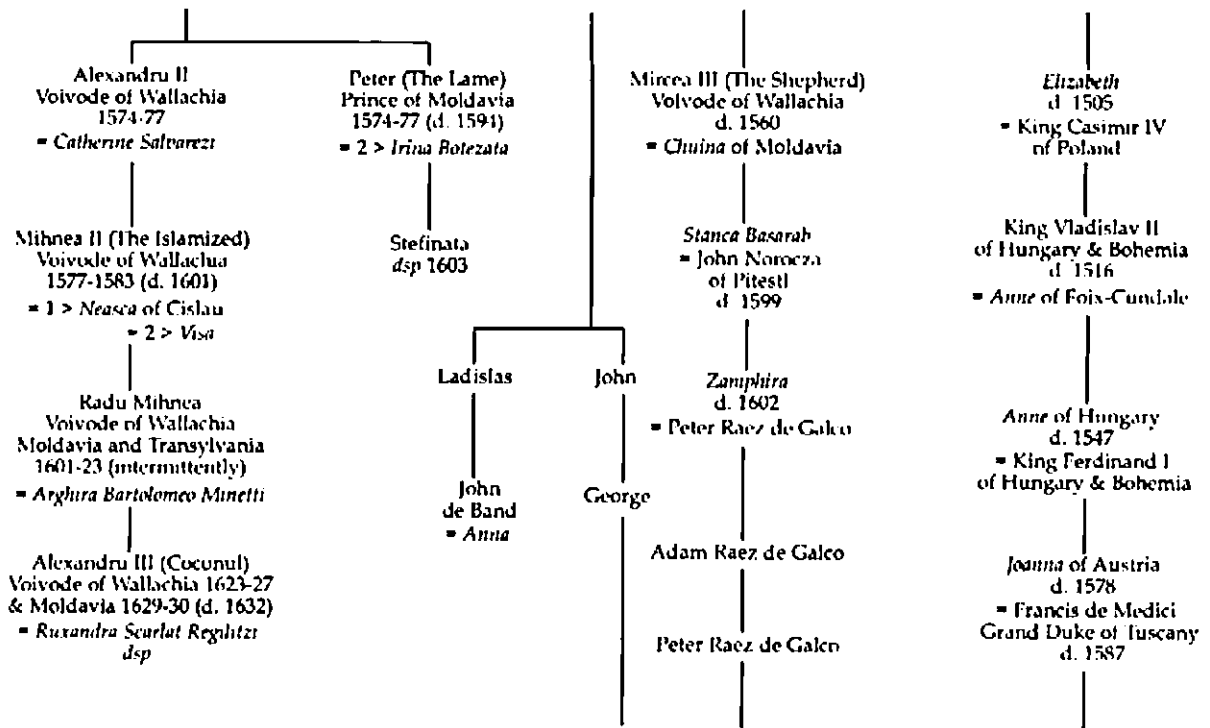 Alexandru II
Voivode of Wallachia
1574-77
= Catherine Salvarezi
Mihnea II (The Islamized)
Voivode of Wallachia
1577-1583 (d. 1601)
= 1 > Neasca of Cislau
= 2 > Visa
Radu Mihnea
Voivode of Wallachia
Moldavia and Transylvania
1601-23 (intermittently)
= Arghira Bartolomeo Minetti
Alexandru III (Coconul)
Voivode of Wallachia 1623-27
& Moldavia 1629-30 (d. 1632)
= Ruxandra Scarlat Regilitzi
dsp
Peter (The Lame)
Prince of Moldavia
1574-77 (d. 1594)
= 2 > Irina Botezata
Stefinata
dsp 1603
Ladislas
John
de Band
= Anna
John
George
Mircea III (The Shepherd)
Voivode of Wallachia
d. 1560
= Chuina of Moldavia
Stanca Basarab
= John Norocza
of Pitesti
d. 1599
Zamphira
d. 1602
= Peter Raez de Galco
Adam Raez de Galco
Peter Raez de Galco
Elizabeth
d. 1505
= King Casimir IV
of Poland
King Vladislav II
of Hungary & Bohemia
d. 1516
= Anne of Foix-Cundale
Anne of Hungary
d. 1547
= King Ferdinand I
of Hungary & Bohemia
Joanna of Austria
d. 1578
= Francis de Medici
Grand Duke of Tuscany
d. 1587